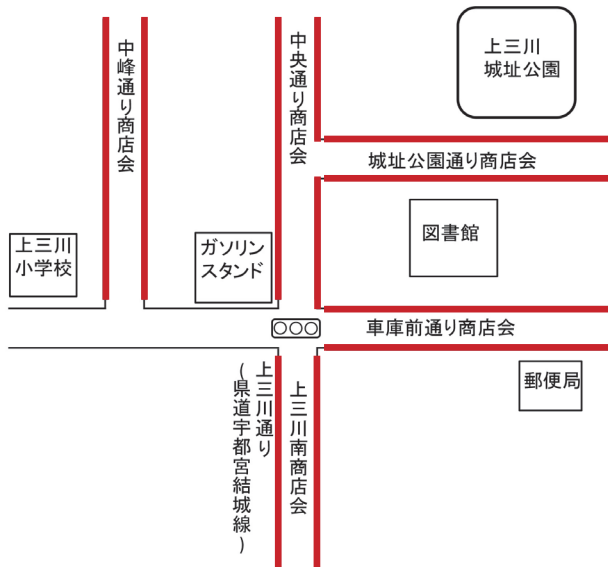 中峰通り商店会
中央通り商店会
上三川
城址公園
城址公園通り商店会
上三川
小学校
ガソリン
スタンド
図書館
車庫前通り商店会
郵便局
上三川通り
(県道宇都宮結城線)
上三川南商店会